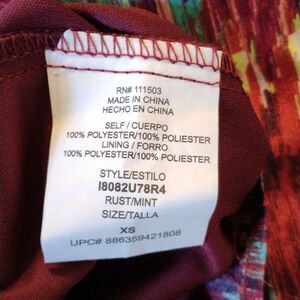 RN# 111503
MADE IN CHINA
HECHO EN CHINA
SELF / CUERPO
100% POLYESTER/100% POLIESTER
LINING / FORRO
100% POLYESTER/100% POLIESTER
STYLE/ESTILO
I8082U78R4
RUST/MINT
SIZE/TALLA
XS
UPC# 886359421808